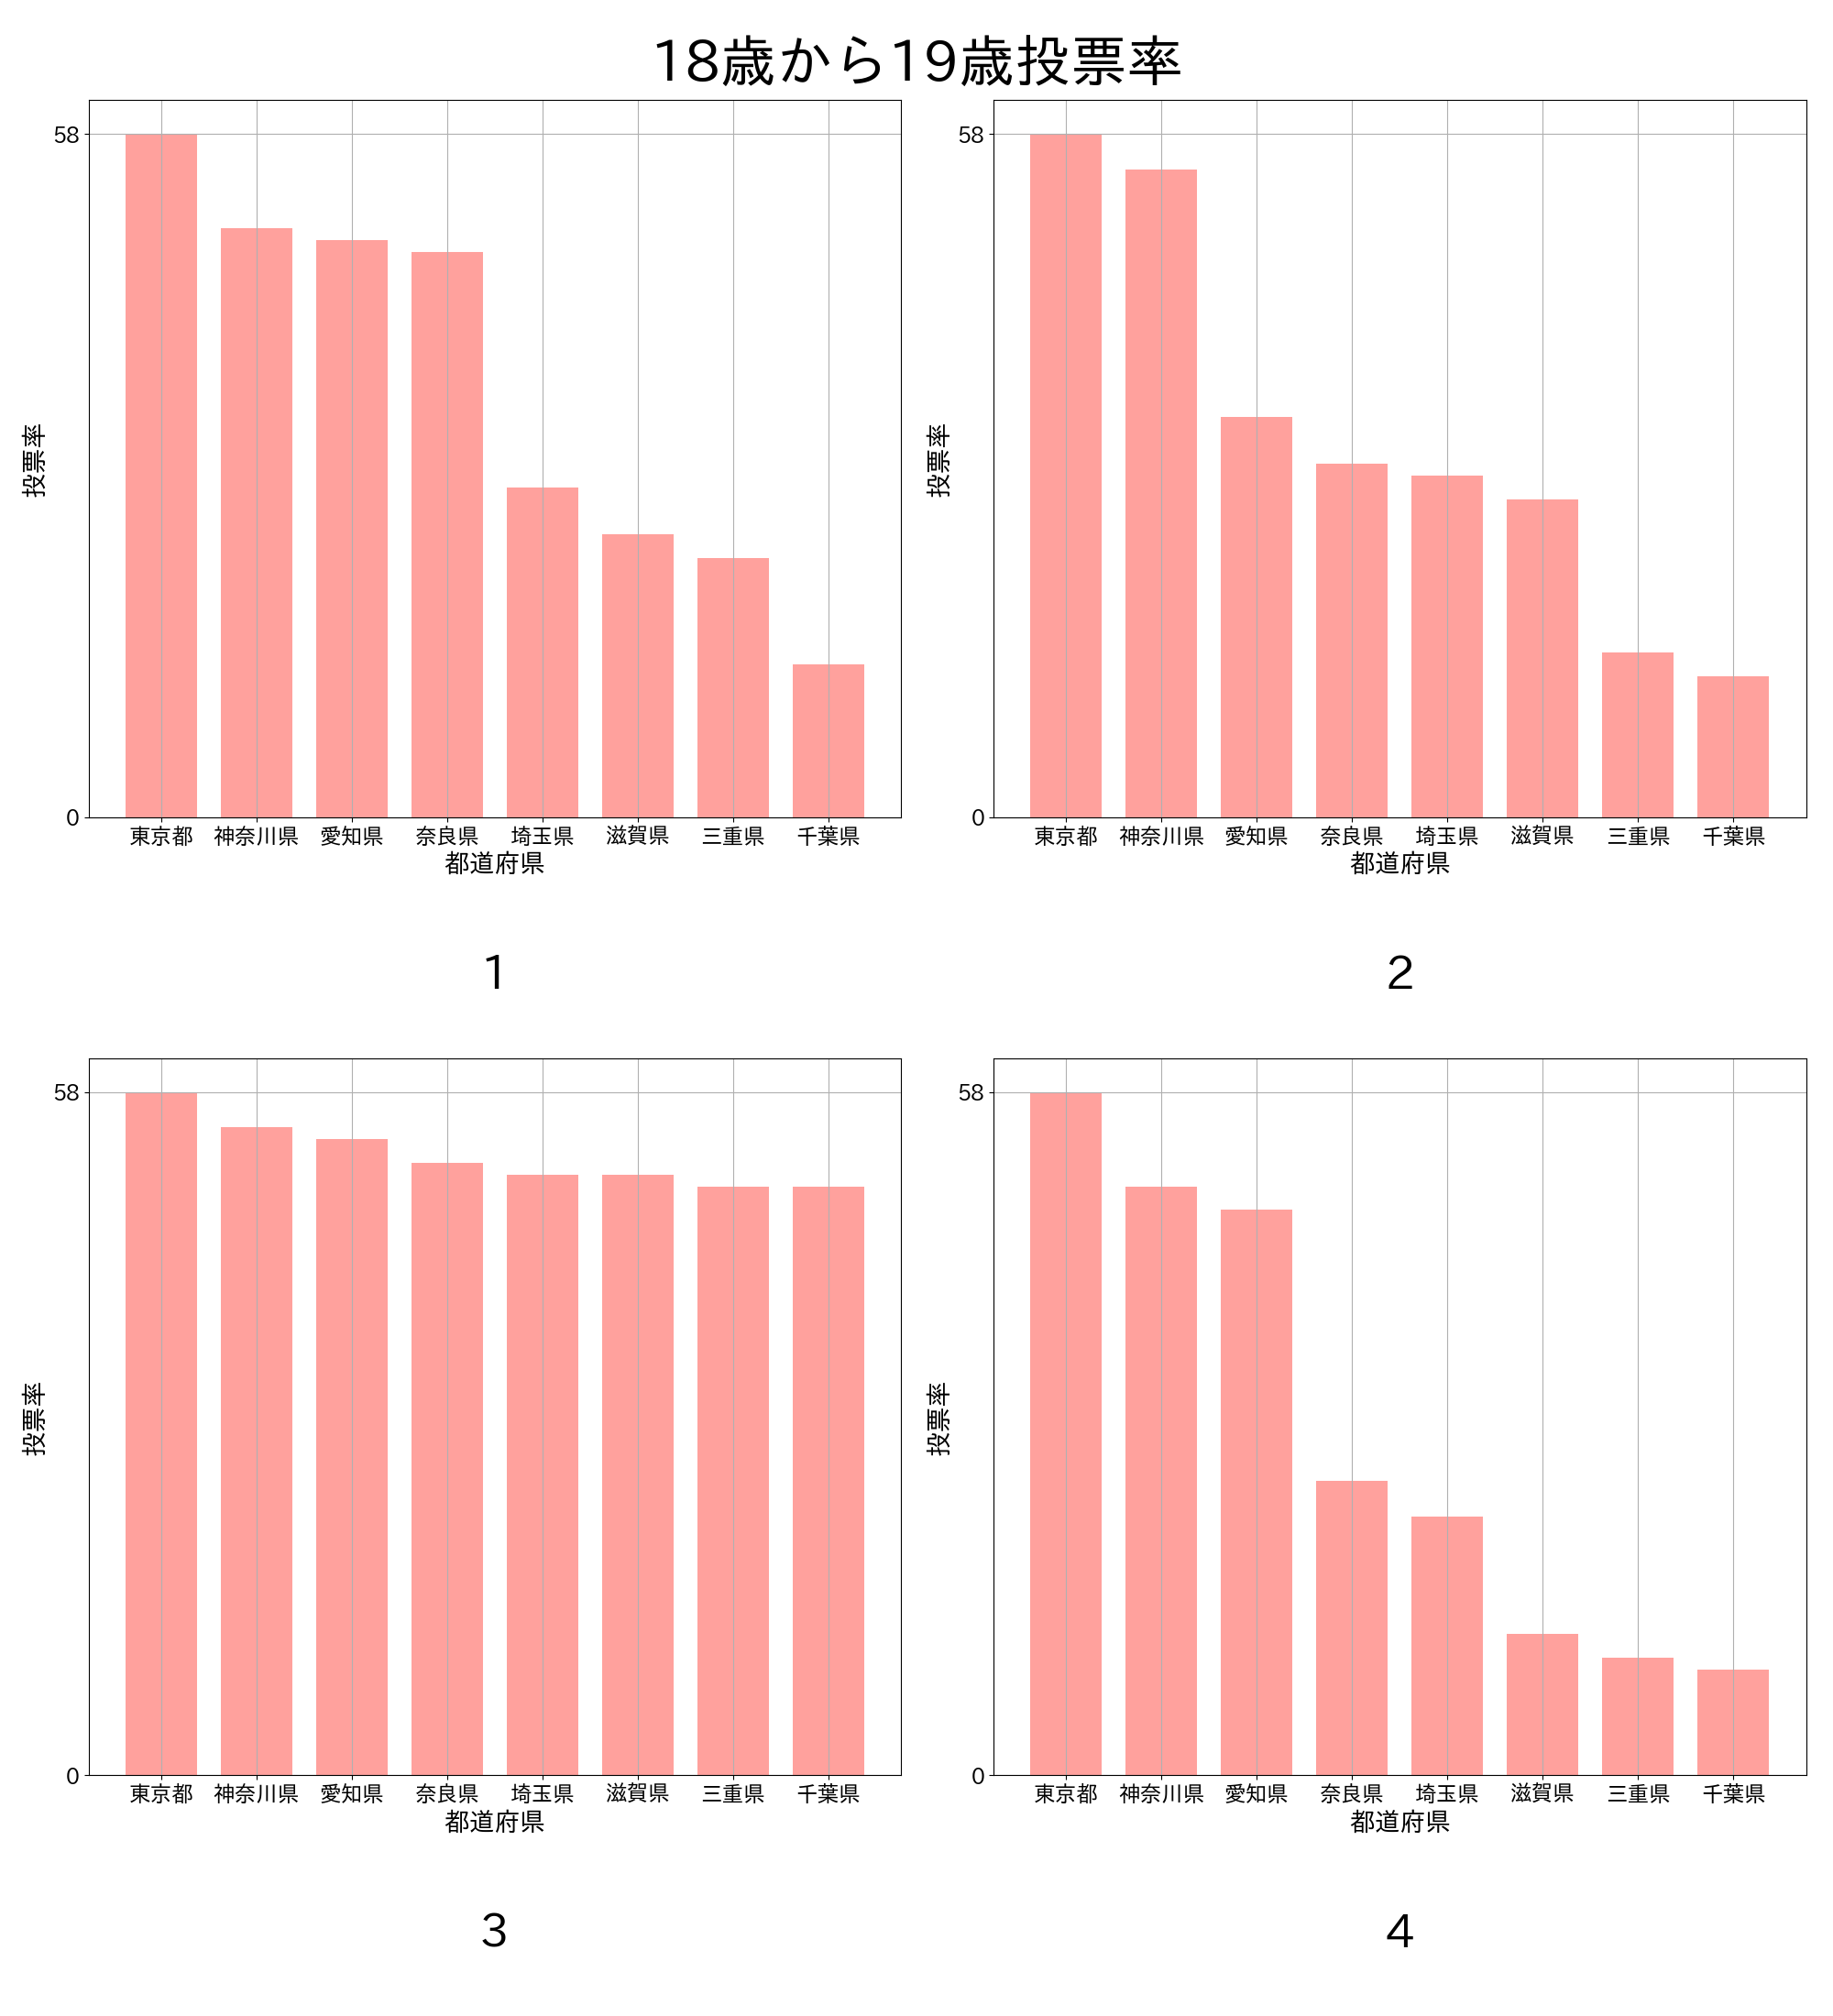 18歳から19歳投票率
58
0
投票率
東京都 神奈川県 愛知県 奈良県 埼玉県 滋賀県 三重県 千葉県
都道府県
1
58
0
投票率
東京都 神奈川県 愛知県 奈良県 埼玉県 滋賀県 三重県 千葉県
都道府県
2
58
0
投票率
東京都 神奈川県 愛知県 奈良県 埼玉県 滋賀県 三重県 千葉県
都道府県
3
58
0
投票率
東京都 神奈川県 愛知県 奈良県 埼玉県 滋賀県 三重県 千葉県
都道府県
4